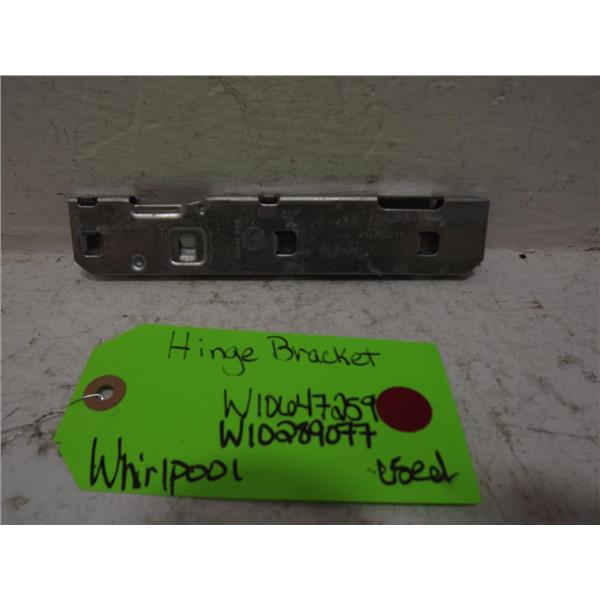 Hinge Bracket
W10647259
W10289077
Whirlpool Used